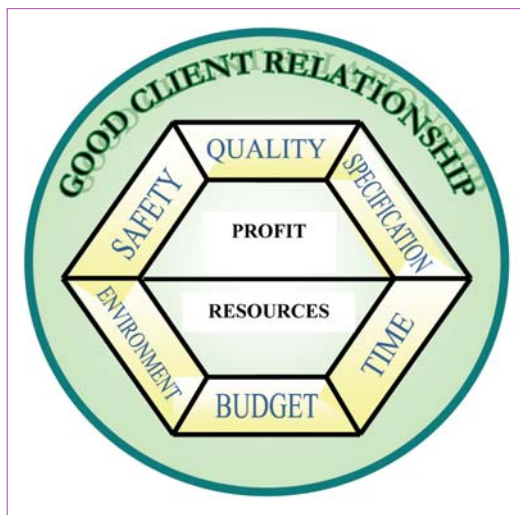 GOOD CLIENT RELATIONSHIP
QUALITY
SPECIFICATION
SAFETY
PROFIT
RESOURCES
ENVIRONMENT
TIME
BUDGET